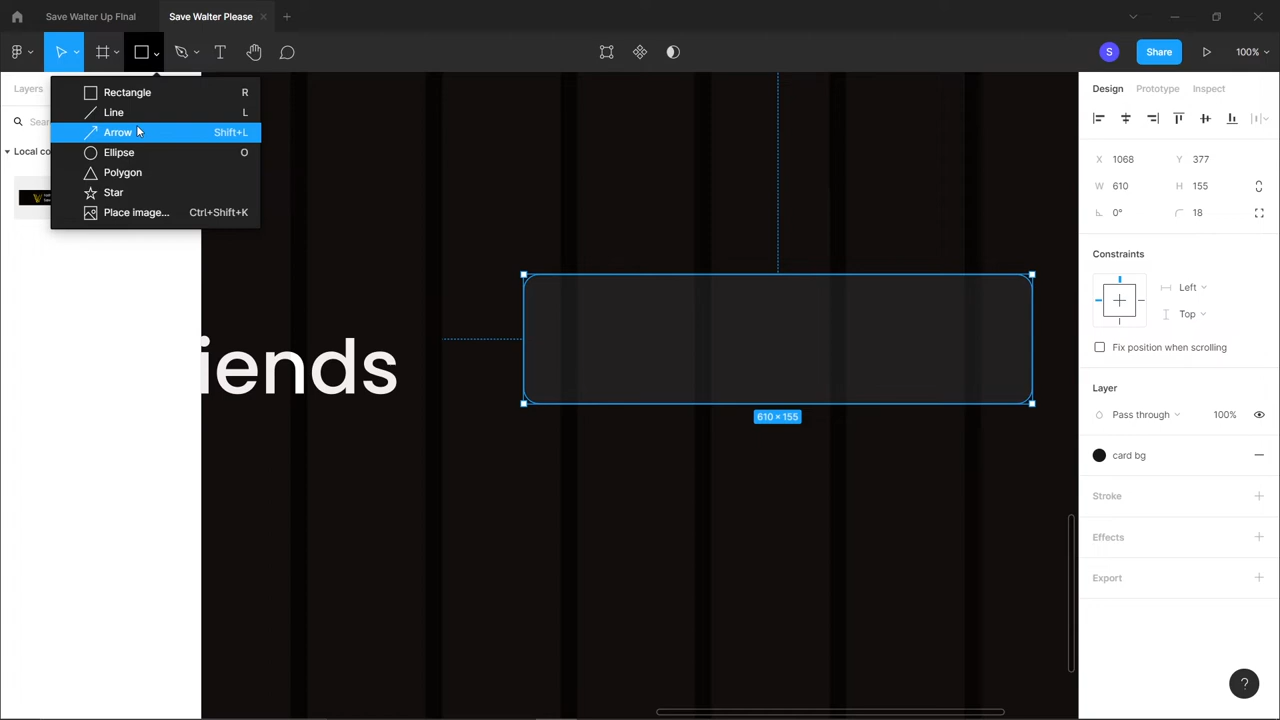 Save Walter Up FInal
Save Walter Please
S
Share
100%
Layers
Sear
Local co
Rectangle R
Line L
Arrow Shift+L
Ellipse O
Polygon
Star
Place image... Ctrl+Shift+K
iends
610 × 155
Design Prototype Inspect
X 1068 Y 377
W 610 H 155
0° 18
Constraints
Left
Top
Fix position when scrolling
Layer
Pass through 100%
card bg
Stroke
Effects
Export
?